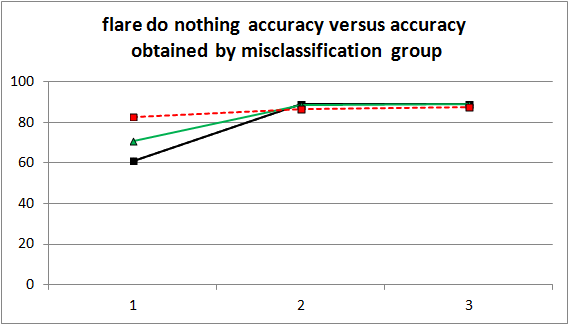 flare do nothing accuracy versus accuracy
obtained by misclassification group
100
80
60
40
20
0
1 2 3